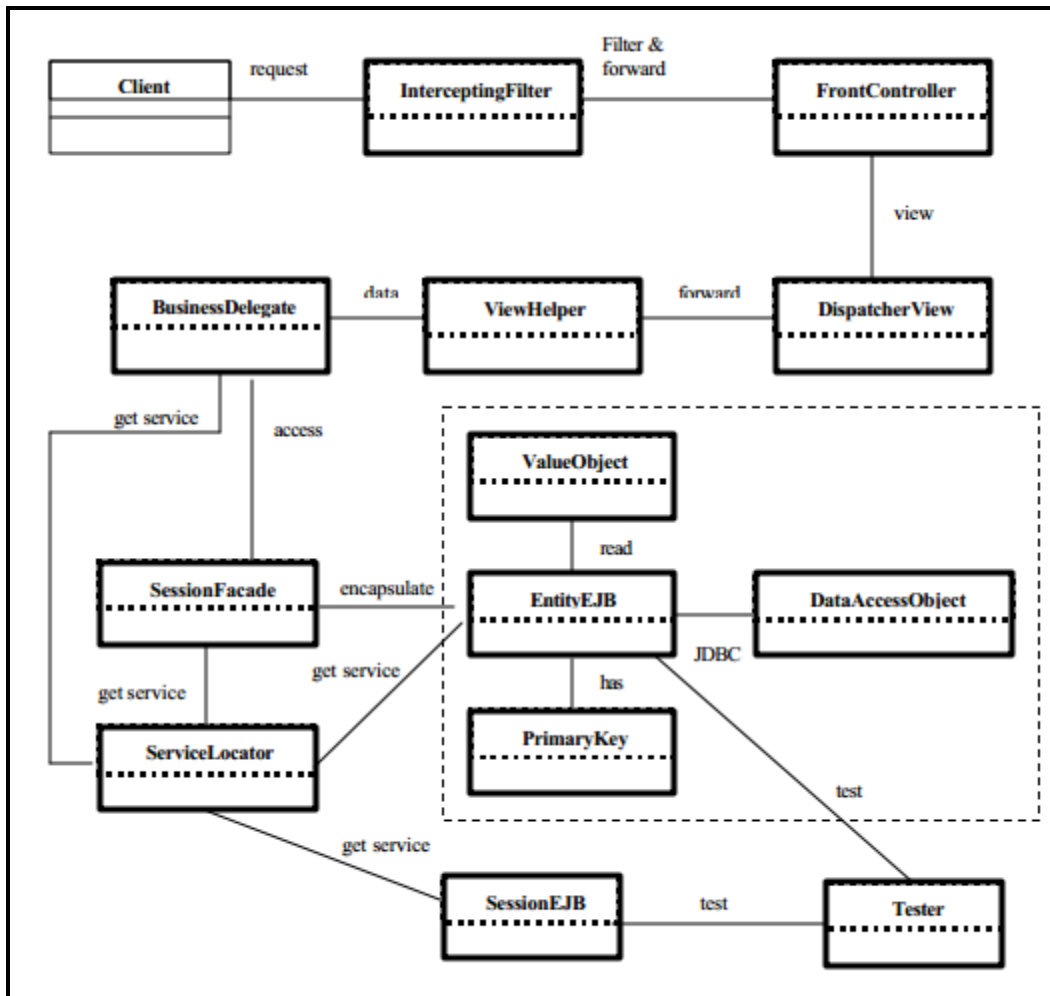 Client
request
InterceptingFilter
Filter &
forward
FrontController
view
BusinessDelegate
data
ViewHelper
forward
DispatcherView
get service
access
ValueObject
read
SessionFacade
encapsulate
EntityEJB
DataAccessObject
JDBC
get service
has
get service
ServiceLocator
PrimaryKey
test
get service
SessionEJB
test
Tester